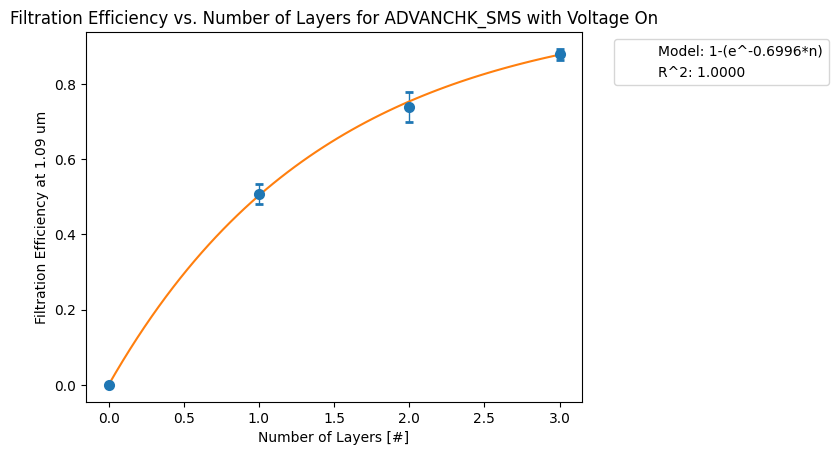 Filtration Efficiency vs. Number of Layers for ADVANCHK_SMS with Voltage On
Model: 1-(e^-0.6996*n)
R^2: 1.0000
Filtration Efficiency at 1.09 um
0.8
0.6
0.4
0.2
0.0
0.0 0.5 1.0 1.5 2.0 2.5 3.0
Number of Layers [#]